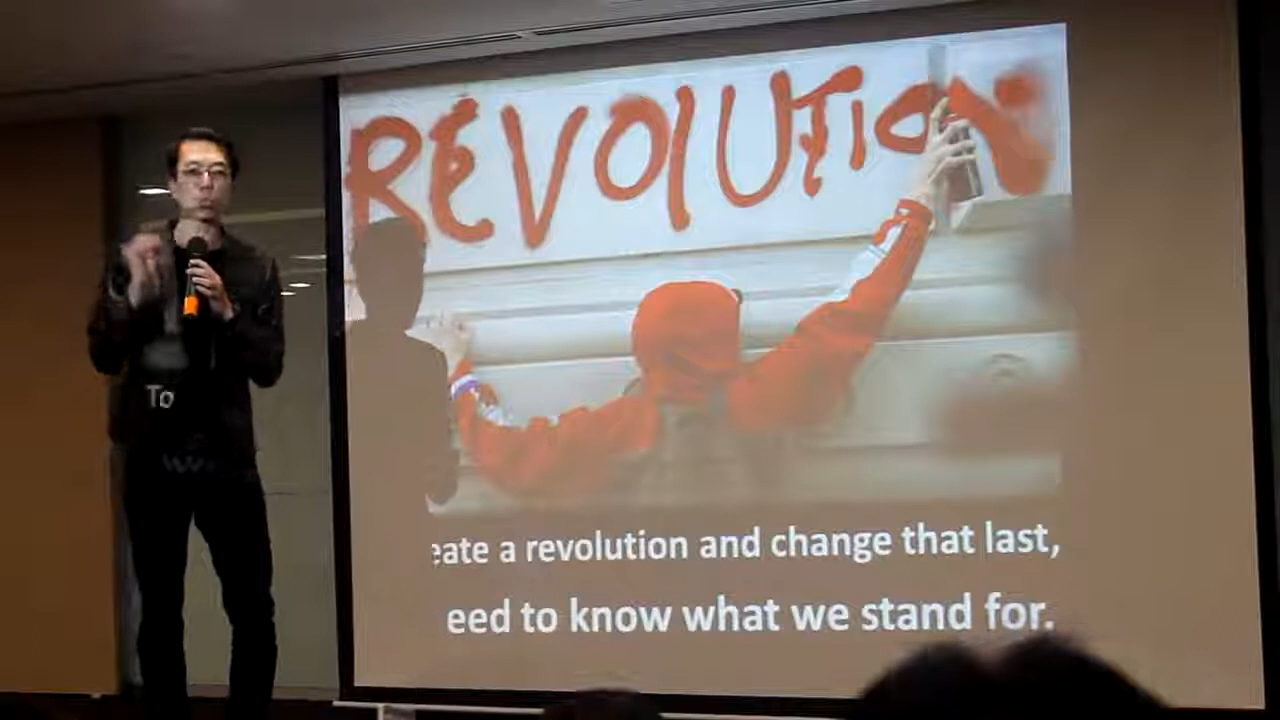 REVOLUTION
To
eate a revolution and change that last,
eed to know what we stand for.